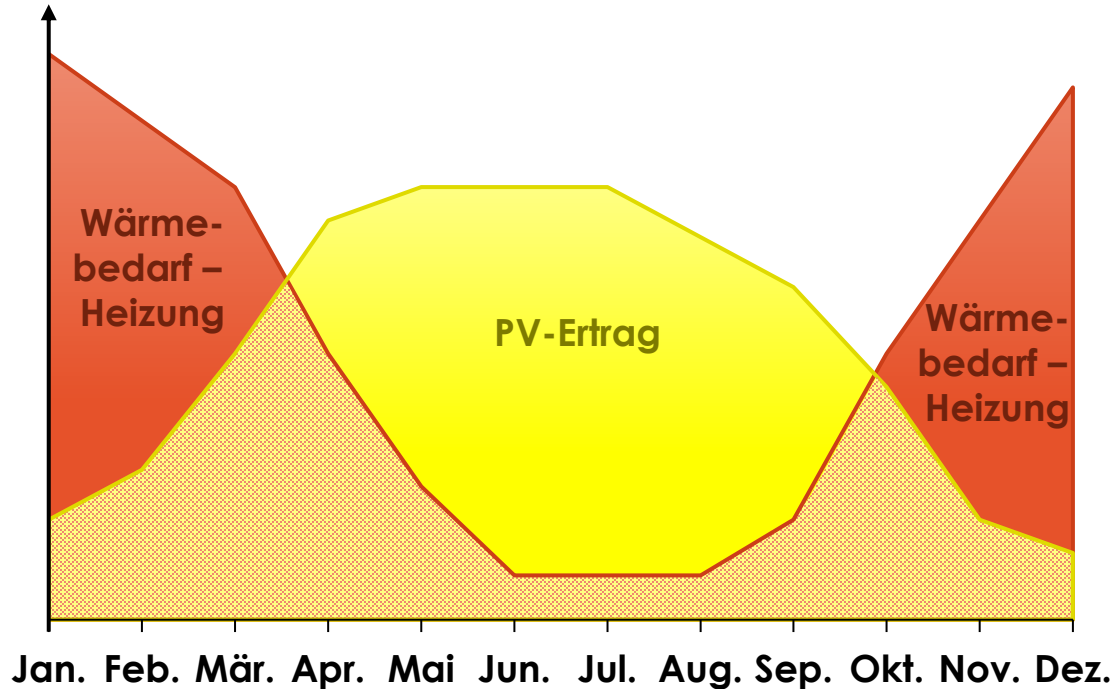 Wärme-
bedarf –
Heizung
PV-Ertrag
Wärme-
bedarf –
Heizung
Jan. Feb. Mär. Apr. Mai Jun. Jul. Aug. Sep. Okt. Nov. Dez.